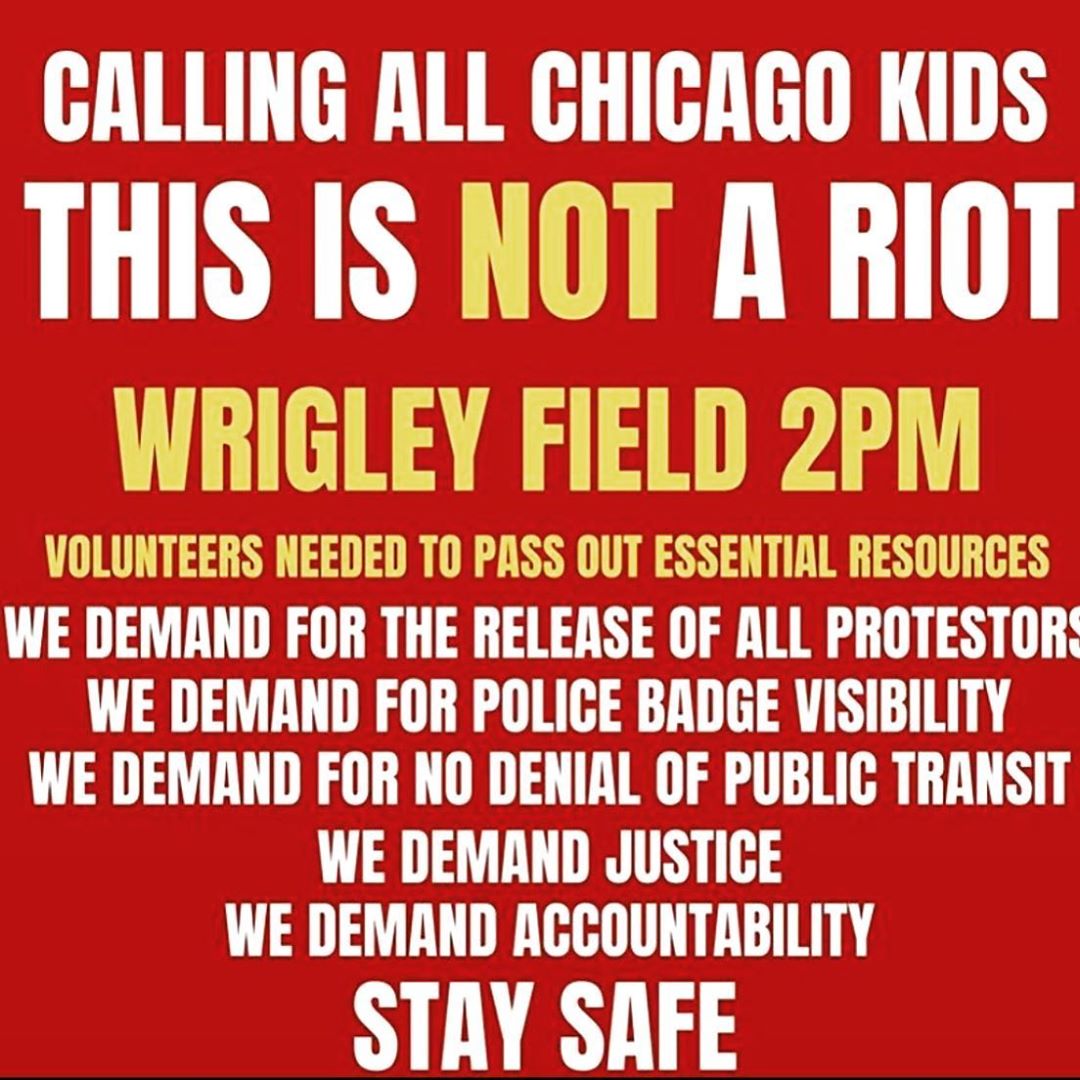 CALLING ALL CHICAGO KIDS
THIS IS NOT A RIOT
WRIGLEY FIELD 2PM
VOLUNTEERS NEEDED TO PASS OUT ESSENTIAL RESOURCES
WE DEMAND FOR THE RELEASE OF ALL PROTESTORS
WE DEMAND FOR POLICE BADGE VISIBILITY
WE DEMAND FOR NO DENIAL OF PUBLIC TRANSIT
WE DEMAND JUSTICE
WE DEMAND ACCOUNTABILITY
STAY SAFE